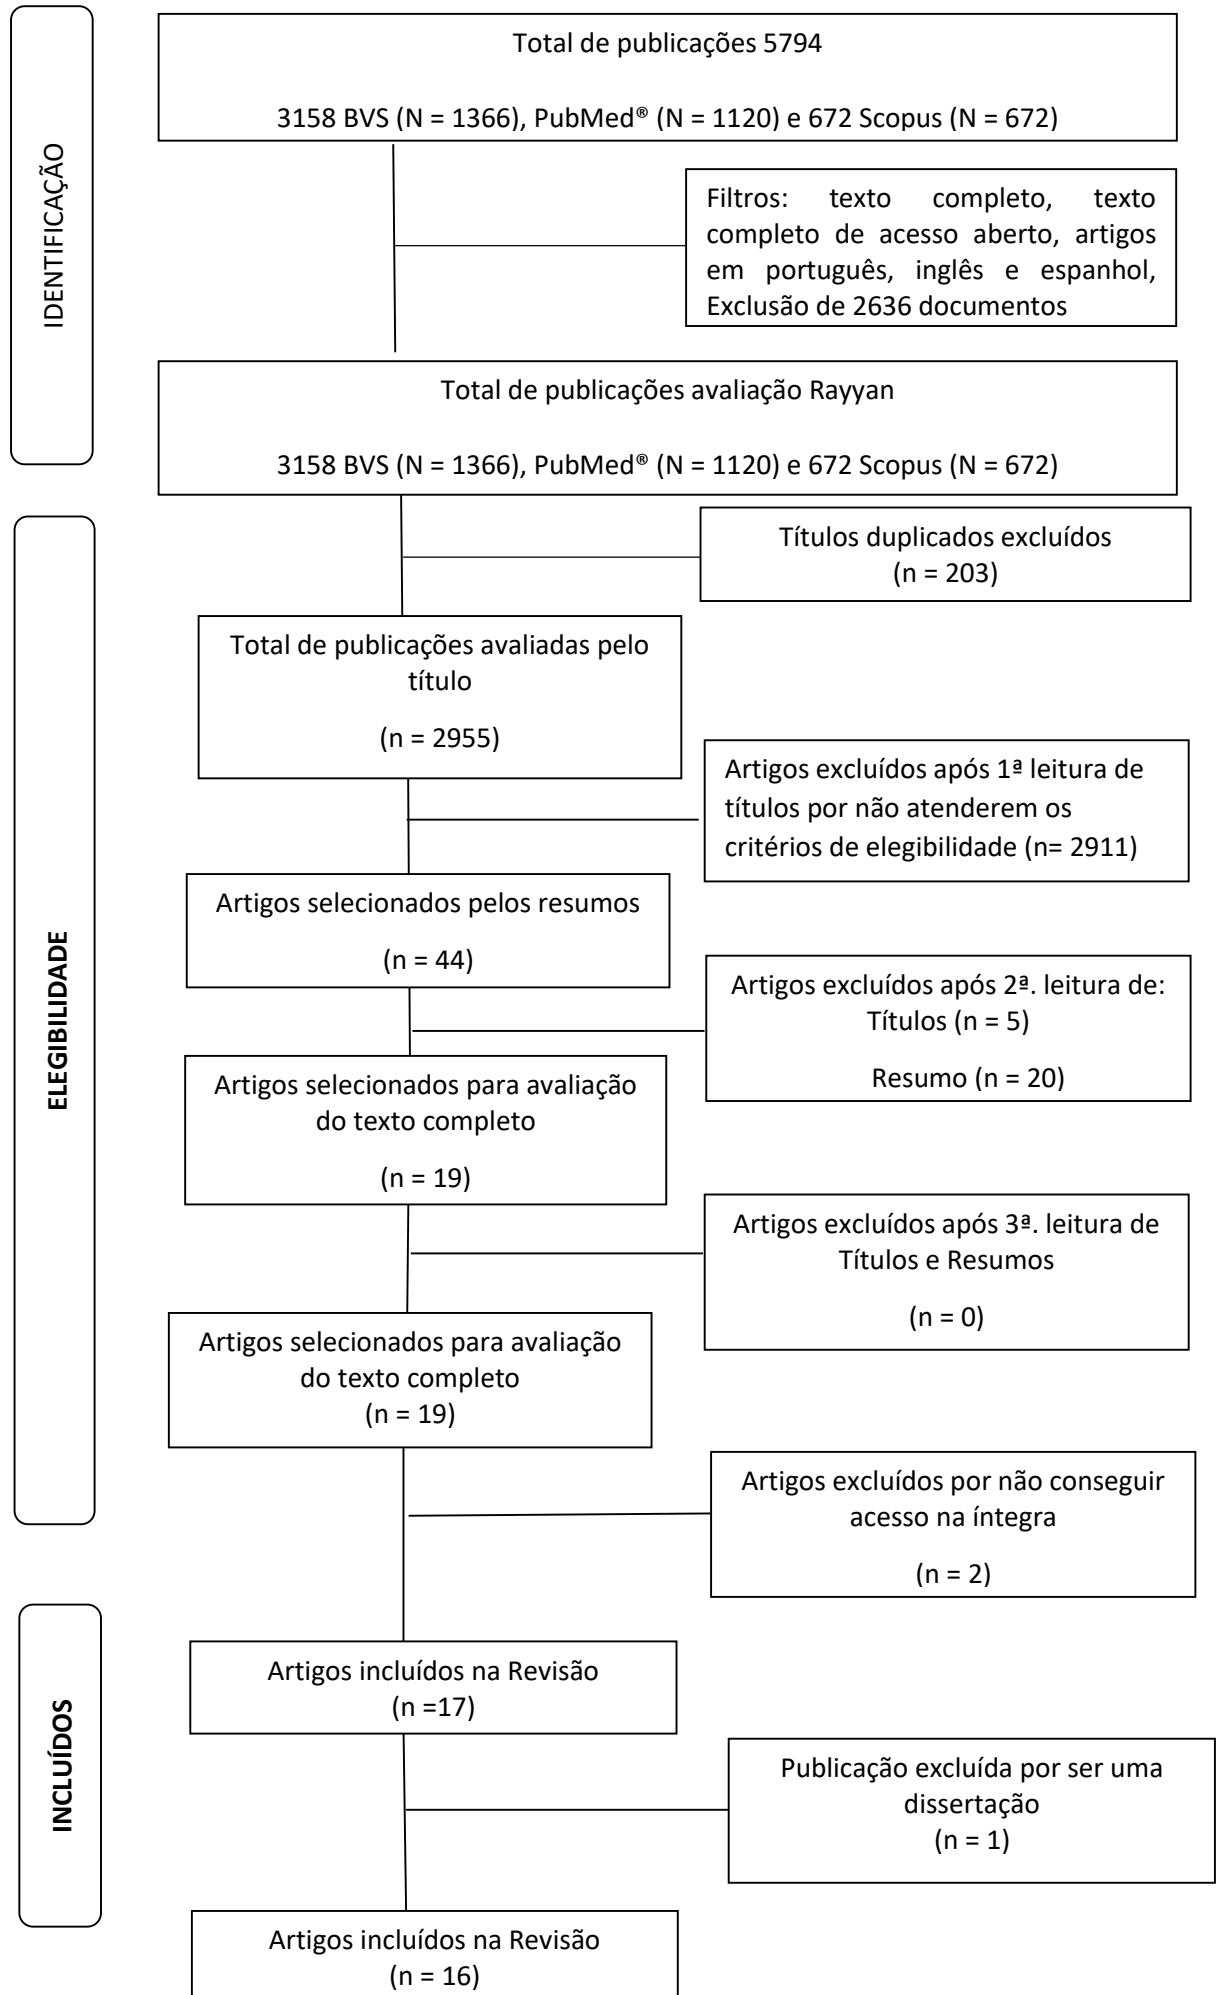 IDENTIFICAÇÃO
Total de publicações 5794
3158 BVS (N = 1366), PubMed® (N = 1120) e 672 Scopus (N = 672)
Filtros: texto completo, texto
completo de acesso aberto, artigos
em português, inglês e espanhol,
Exclusão de 2636 documentos
Total de publicações avaliação Rayyan
3158 BVS (N = 1366), PubMed® (N = 1120) e 672 Scopus (N = 672)
ELEGIBILIDADE
Títulos duplicados excluídos
(n = 203)
Total de publicações avaliadas pelo
título
(n = 2955)
Artigos excluídos após 1ª leitura de
títulos por não atenderem os
critérios de elegibilidade (n= 2911)
Artigos selecionados pelos resumos
(n = 44)
Artigos excluídos após 2ª. leitura de:
Títulos (n = 5)
Resumo (n = 20)
Artigos selecionados para avaliação
do texto completo
(n = 19)
Artigos excluídos após 3ª. leitura de
Títulos e Resumos
(n = 0)
Artigos selecionados para avaliação
do texto completo
(n = 19)
Artigos excluídos por não conseguir
acesso na íntegra
(n = 2)
INCLUÍDOS
Artigos incluídos na Revisão
(n =17)
Publicação excluída por ser uma
dissertação
(n = 1)
Artigos incluídos na Revisão
(n = 16)